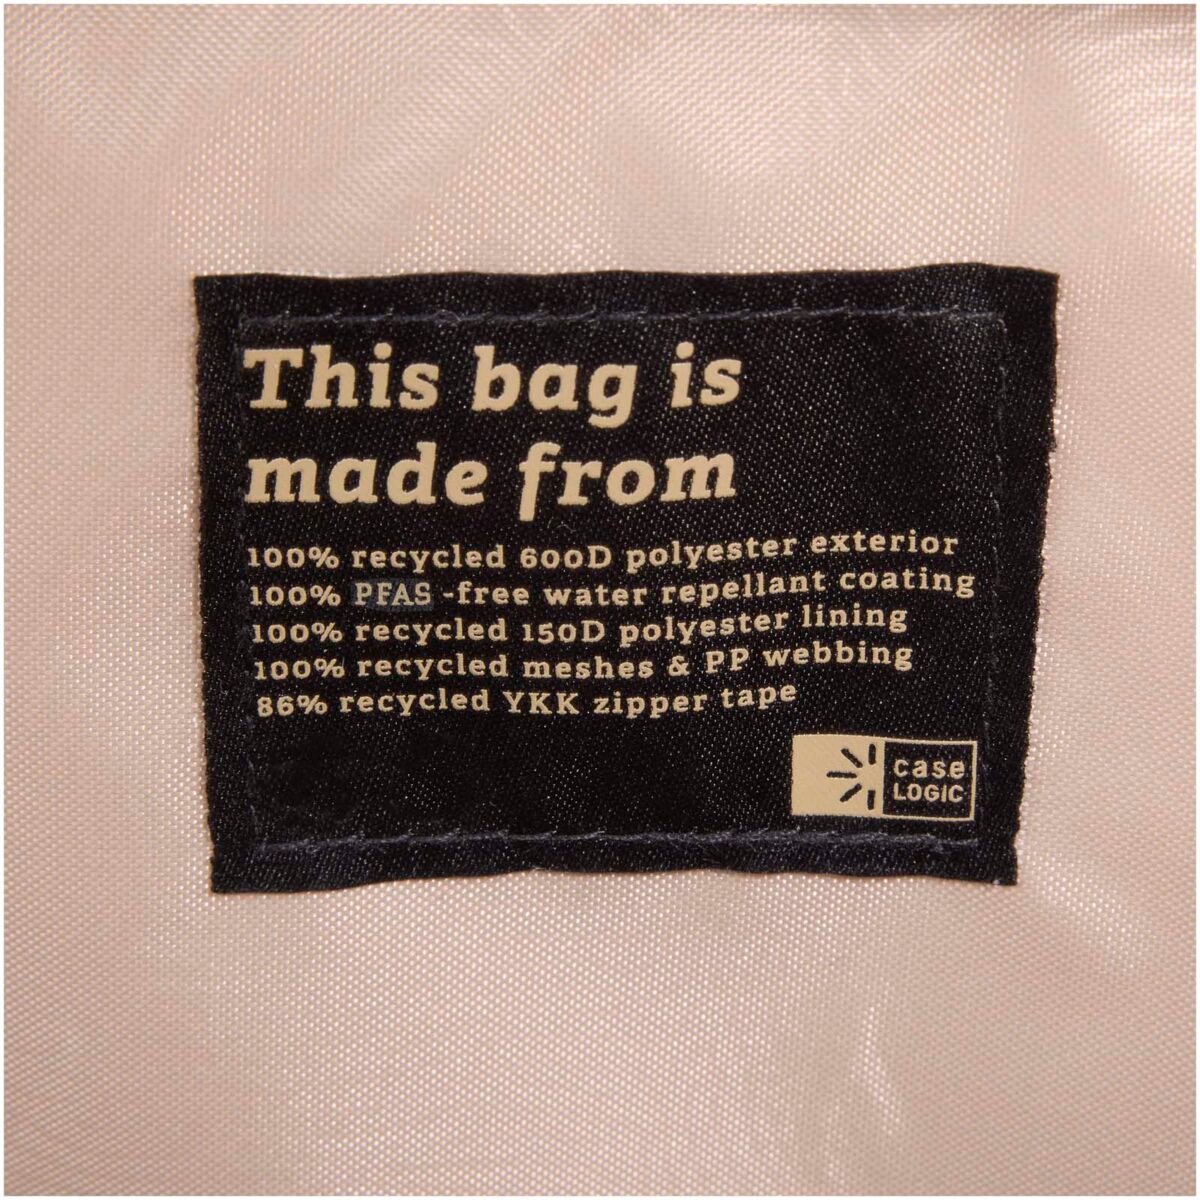 This bag is
made from
100% recycled 600D polyester exterior
100% PFAS -free water repellant coating
100% recycled 150D polyester lining
100% recycled meshes & PP webbing
86% recycled YKK zipper tape
case
LOGIC